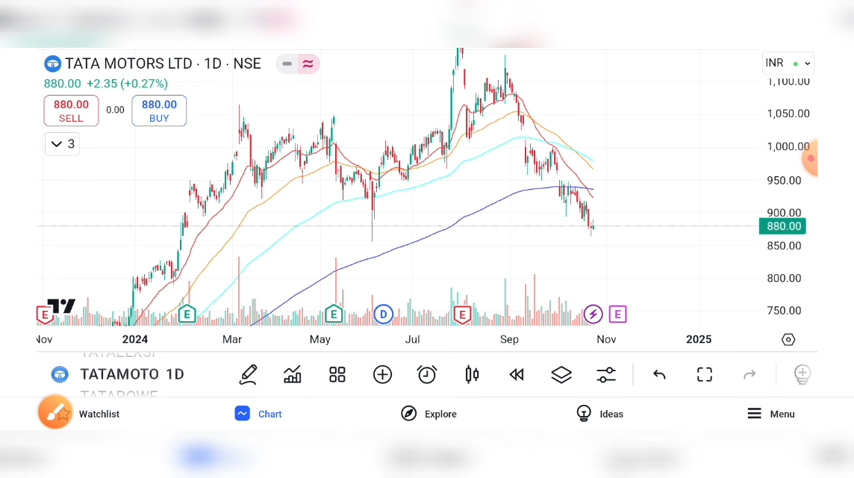 TATA MOTORS LTD · 1D · NSE
INR
880.00 +2.35 (+0.27%)
880.00
SELL
0.00
880.00
BUY
3
1,100.00
1,050.00
1,000.00
950.00
900.00
880.00
850.00
800.00
750.00
E
E
E
D
E
E
Nov
2024
Mar
May
Jul
Sep
Nov
2025
TATAMOTO 1D
Watchlist
Chart
Explore
Ideas
Menu